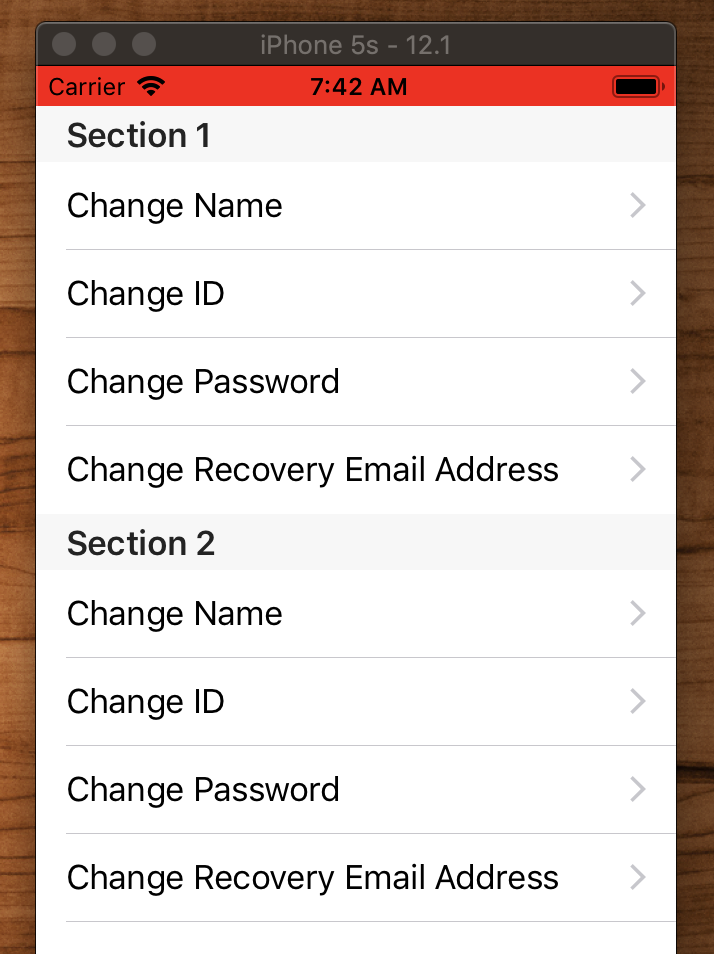 iPhone 5s - 12.1
Carrier 7:42 AM
Section 1
Change Name
Change ID
Change Password
Change Recovery Email Address
Section 2
Change Name
Change ID
Change Password
Change Recovery Email Address